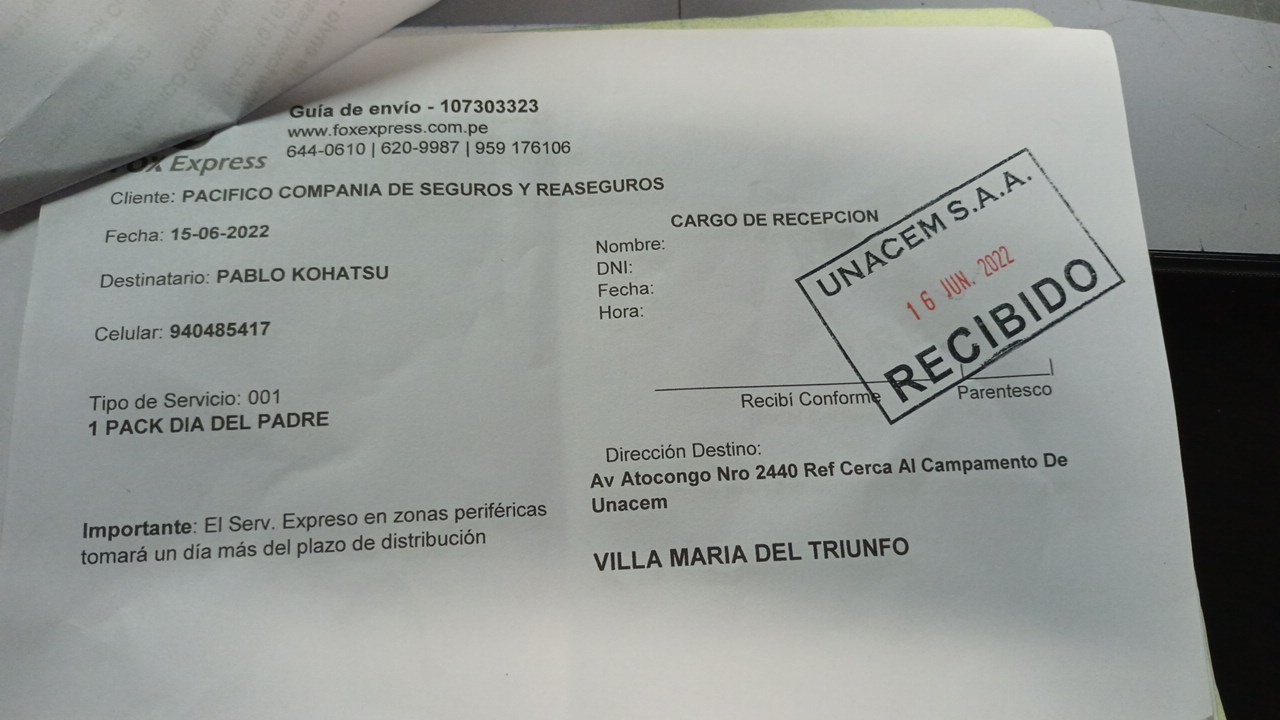 Guía de envío - 107303323
www.foxexpress.com.pe
644-0610 | 620-9987 | 959 176106
Fox Express
Cliente: PACIFICO COMPANIA DE SEGUROS Y REASEGUROS
Fecha: 15-06-2022
Destinatario: PABLO KOHATSU
Celular: 940485417
Tipo de Servicio: 001
1 PACK DIA DEL PADRE
Importante: El Serv. Expreso en zonas periféricas
tomará un día más del plazo de distribución
CARGO DE RECEPCION
Nombre:
DNI:
Fecha:
Hora:
UNACEM S.A.A.
16 JUN. 2022
RECIBIDO
Recibí Conforme
Parentesco
Dirección Destino:
Av Atocongo Nro 2440 Ref Cerca Al Campamento De
Unacem
VILLA MARIA DEL TRIUNFO